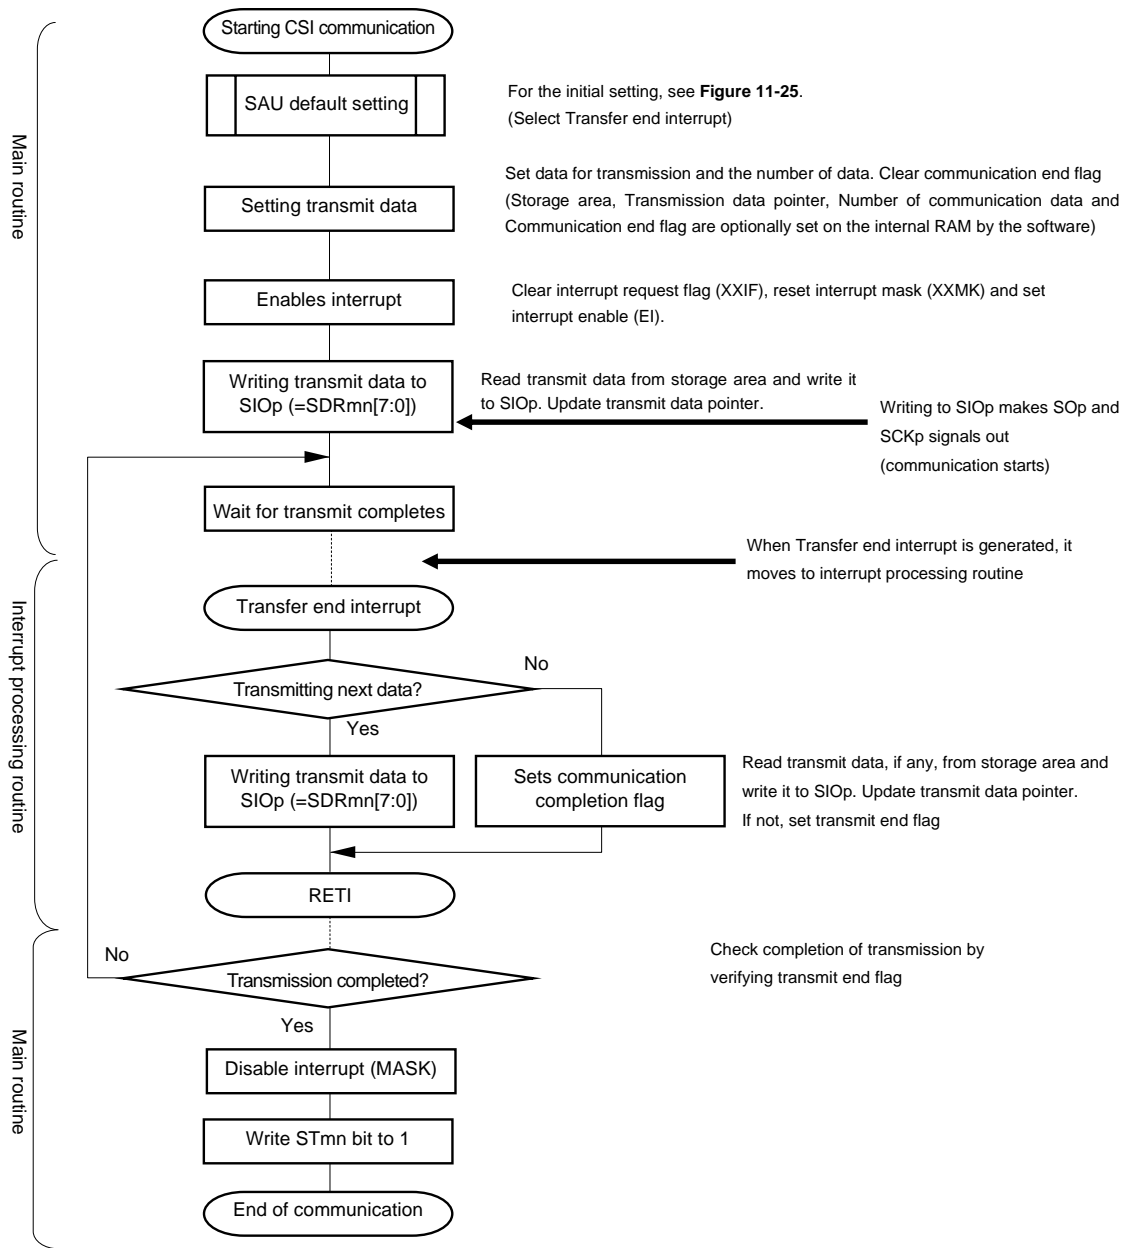 Starting CSI communication
Main routine
SAU default setting
For the initial setting, see Figure 11-25.
(Select Transfer end interrupt)
Setting transmit data
Set data for transmission and the number of data. Clear communication end flag
(Storage area, Transmission data pointer, Number of communication data and
Communication end flag are optionally set on the internal RAM by the software)
Enables interrupt
Clear interrupt request flag (XXIF), reset interrupt mask (XXMK) and set
interrupt enable (EI).
Writing transmit data to
SIOp (=SDRmn[7:0])
Read transmit data from storage area and write it
to SIOp. Update transmit data pointer.
Writing to SIOp makes SOp and
SCKp signals out
(communication starts)
Wait for transmit completes
When Transfer end interrupt is generated, it
moves to interrupt processing routine
Interrupt processing routine
Transfer end interrupt
Transmitting next data?
No
Yes
Writing transmit data to
SIOp (=SDRmn[7:0])
Sets communication
completion flag
Read transmit data, if any, from storage area and
write it to SIOp. Update transmit data pointer.
If not, set transmit end flag
RETI
Main routine
No
Transmission completed?
Check completion of transmission by
verifying transmit end flag
Yes
Disable interrupt (MASK)
Write STmn bit to 1
End of communication